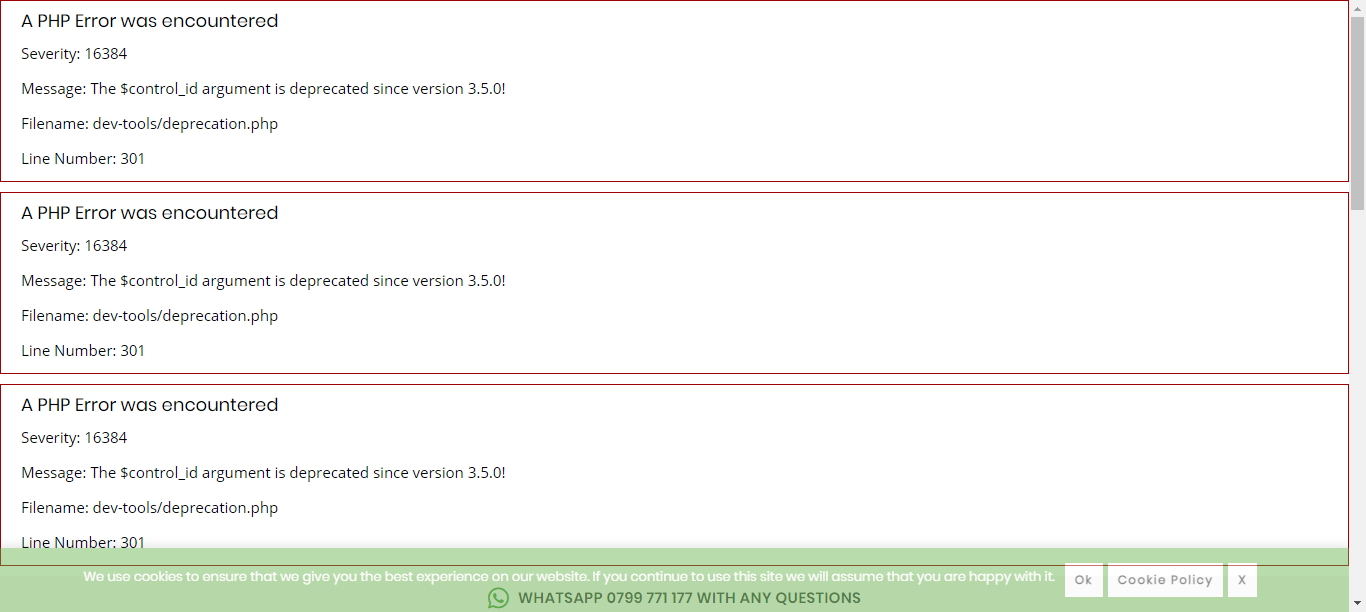 A PHP Error was encountered
Severity: 16384
Message: The $control_id argument is deprecated since version 3.5.0!
Filename: dev-tools/deprecation.php
Line Number: 301
A PHP Error was encountered
Severity: 16384
Message: The $control_id argument is deprecated since version 3.5.0!
Filename: dev-tools/deprecation.php
Line Number: 301
A PHP Error was encountered
Severity: 16384
Message: The $control_id argument is deprecated since version 3.5.0!
Filename: dev-tools/deprecation.php
Line Number: 301
We use cookies to ensure that we give you the best experience on our website. If you continue to use this site we will assume that you are happy with it. Ok Cookie Policy X
WHATSAPP 0799 771 177 WITH ANY QUESTIONS